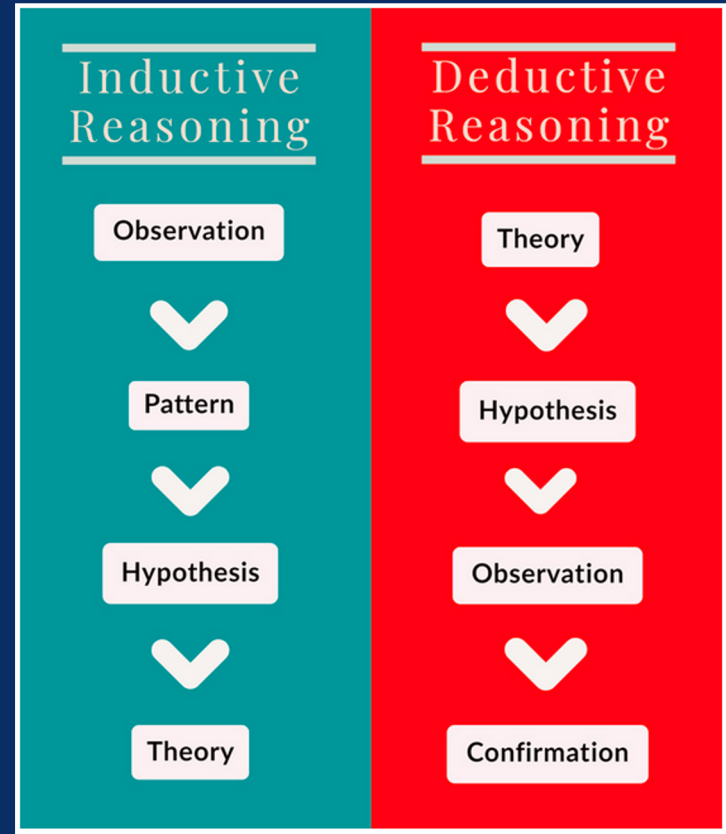 Inductive
Reasoning
Observation
Pattern
Hypothesis
Theory
Deductive
Reasoning
Theory
Hypothesis
Observation
Confirmation